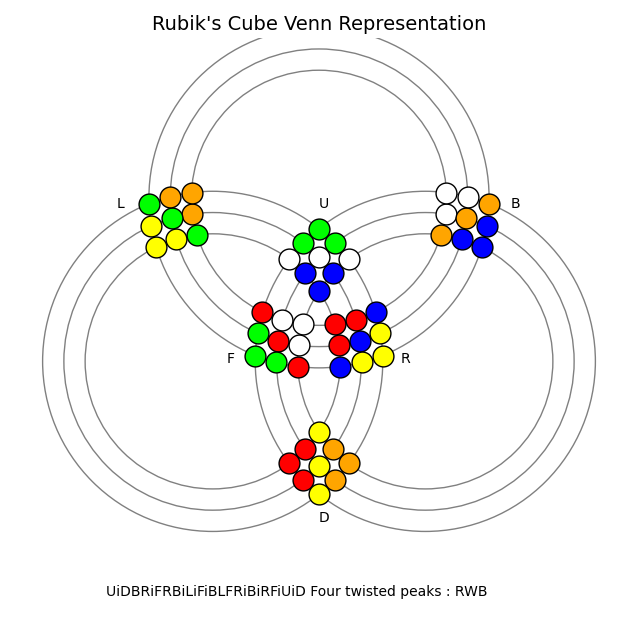 Rubik's Cube Venn Representation
L
U
B
F
R
D
UiDBRiFRBiLiFiBLFRiBiRFiUiD Four twisted peaks : RWB